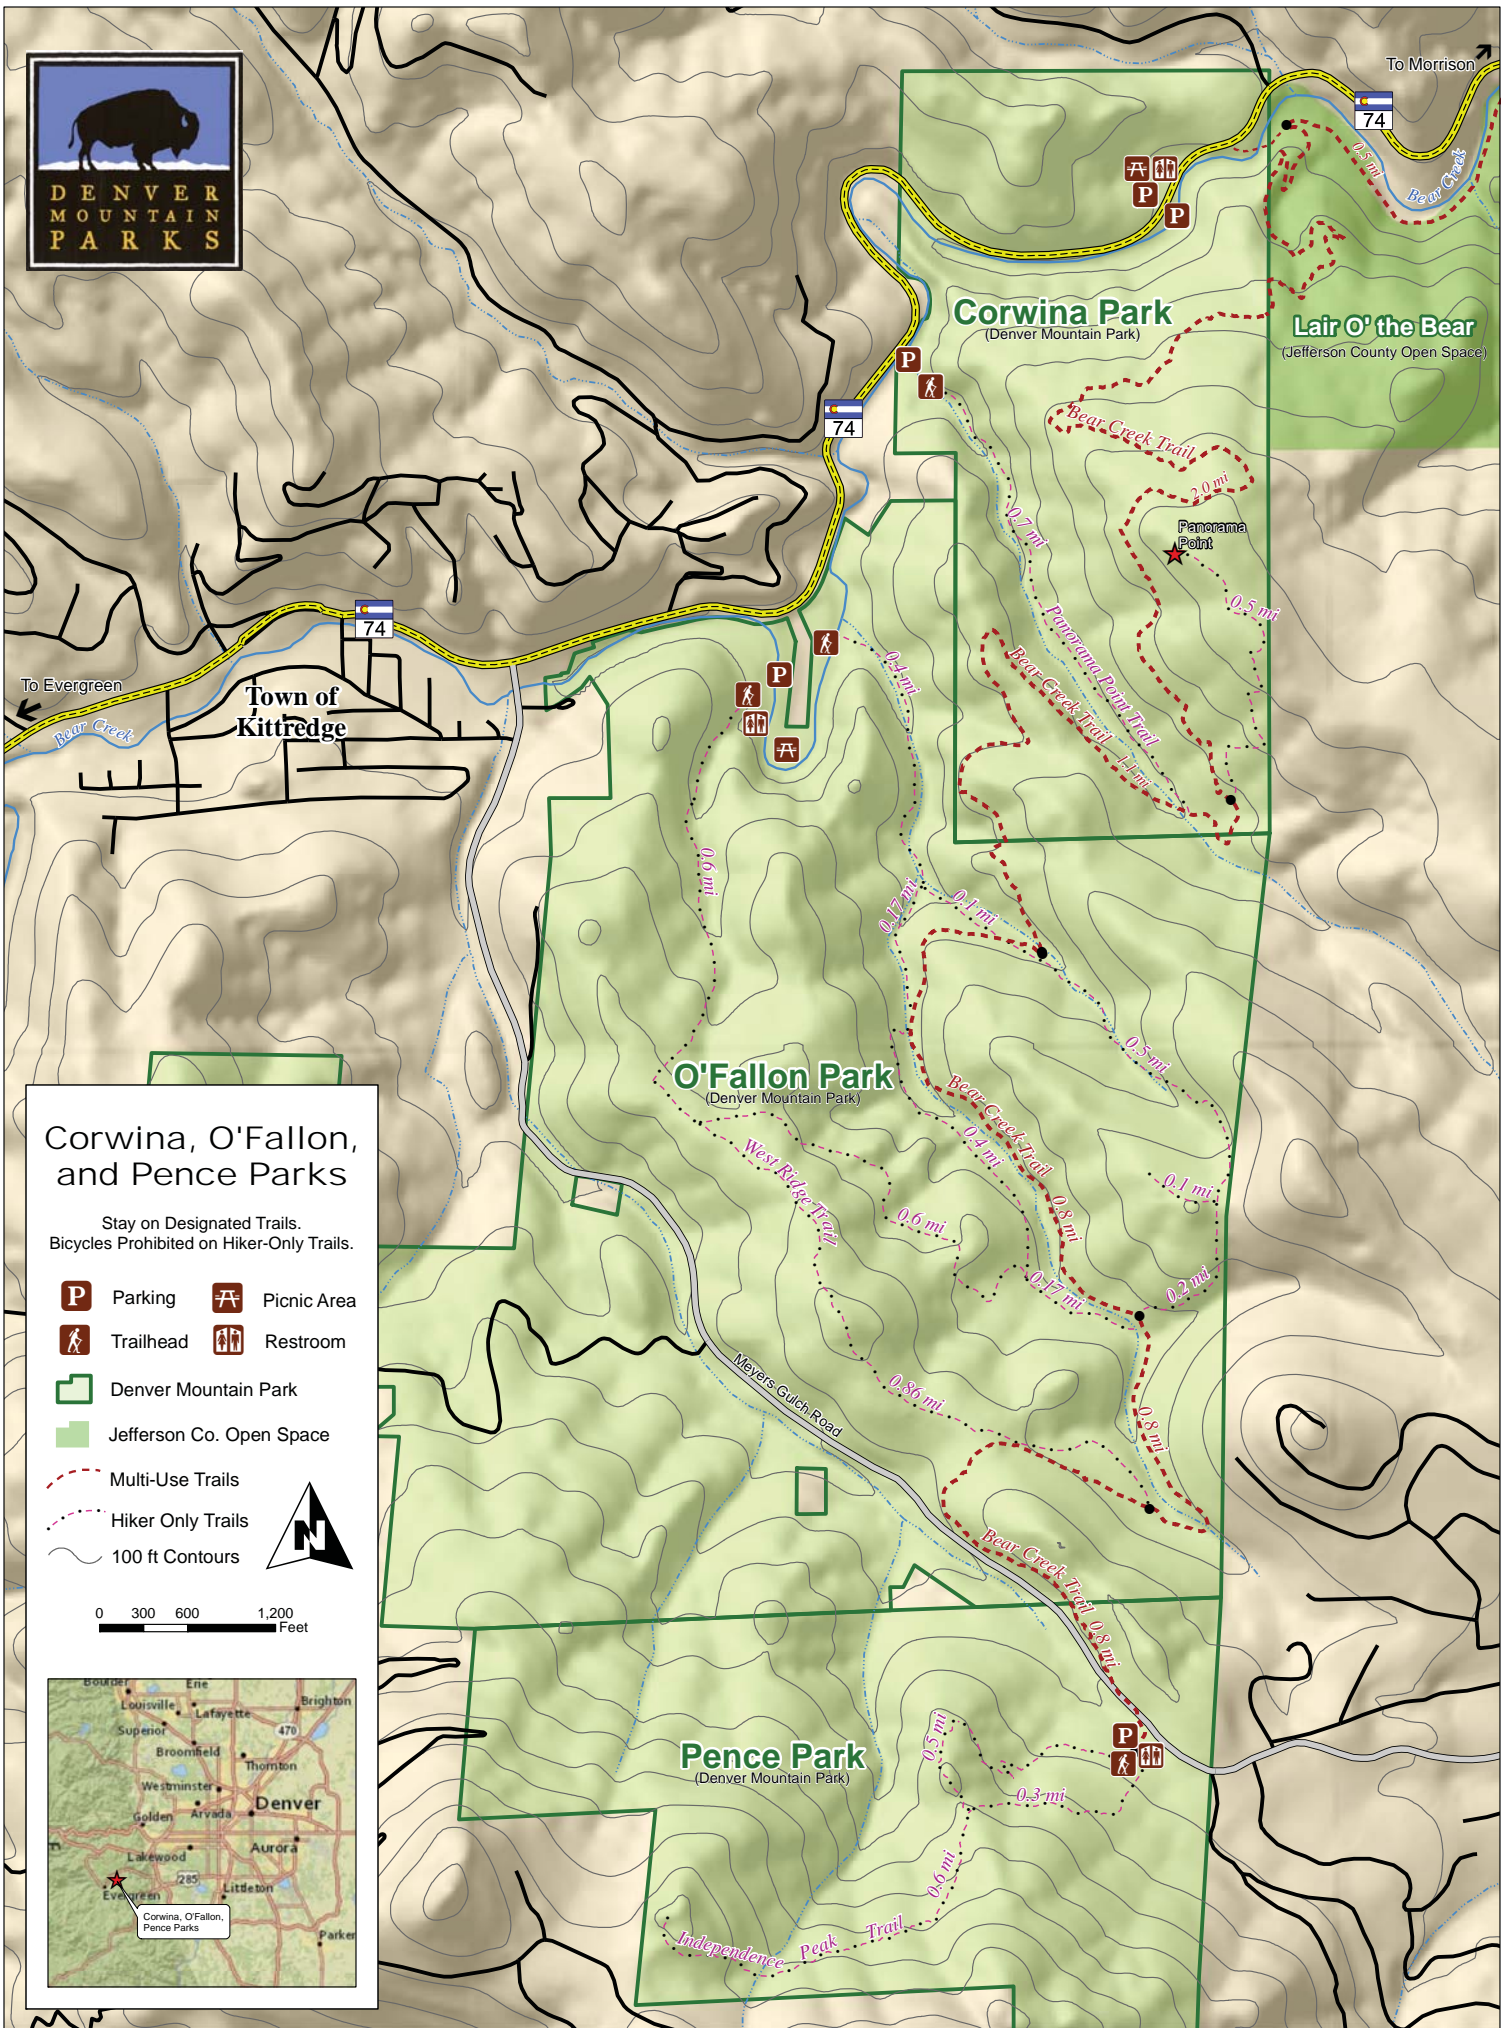 To Morrison
74
DENVER
MOUNTAIN
PARKS
0.5 mi
Bear Creek
P
P
Corwina Park
(Denver Mountain Park)
Lair O' the Bear
(Jefferson County Open Space)
P
74
Bear Creek Trail
2.0 mi
0.7 mi
Panorama
Point
0.5 mi
74
Panorama Point Trail
Bear Creek Trail
1.1 mi
0.4 mi
P
To Evergreen
Bear Creek
Town of
Kittredge
0.6 mi
0.17 mi
0.1 mi
0.5 mi
O'Fallon Park
(Denver Mountain Park)
Bear Creek Trail
0.4 mi
0.8 mi
West Ridge Trail
0.6 mi
0.1 mi
0.17 mi
0.2 mi
Meyers Gulch Road
0.86 mi
0.8 mi
Bear Creek Trail
0.8 mi
P
Pence Park
(Denver Mountain Park)
0.5 mi
0.3 mi
0.6 mi
Independence Peak Trail
Corwina, O'Fallon,
and Pence Parks
Stay on Designated Trails.
Bicycles Prohibited on Hiker-Only Trails.
P Parking
Picnic Area
Trailhead
Restroom
Denver Mountain Park
Jefferson Co. Open Space
Multi-Use Trails
Hiker Only Trails
100 ft Contours
N
0 300 600 1,200
Feet
Boulder
Erie
Louisville
Lafayette
Brighton
Superior
470
Broomfield
Thornton
Westminster
Denver
Golden
Arvada
Aurora
Lakewood
285
Evergreen
Littleton
Corwina, O'Fallon,
Pence Parks
Parker